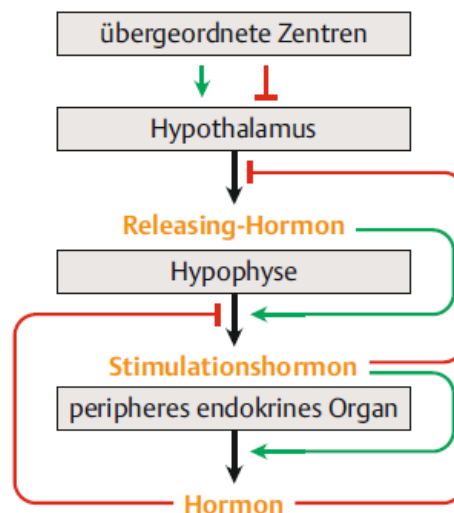 übergeordnete Zentren
Hypothalamus
Releasing-Hormon
Hypophyse
Stimulationshormon
peripheres endokrines Organ
Hormon